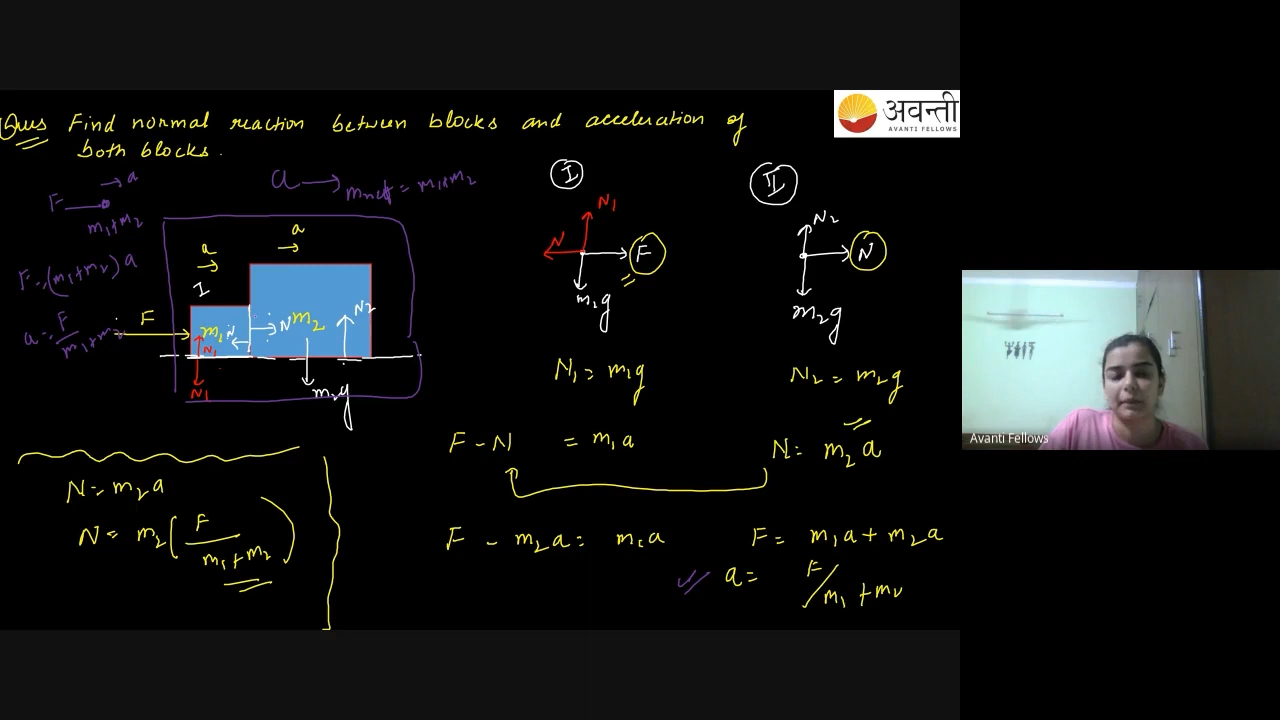 Ques Find normal reaction between blocks and acceleration of
both blocks.
अवन्ती
AVANTI FELLOWS
a → mnet = m1+m2
→ a
F
m1+m2
F = (m1+m2) a
a = F/m1+m2
a
a
I
F
m1
N
N
m2
N2
N1
N1
m2g
I
N1
N
F
m1g
N1 = m1g
F - N = m1a
II
N2
N
m2g
N2 = m2g
N = m2a
F - m2a = m1a
F = m1a + m2a
a = F/m1 + m2
N = m2a
N = m2(F/m1+m2)
Avanti Fellows